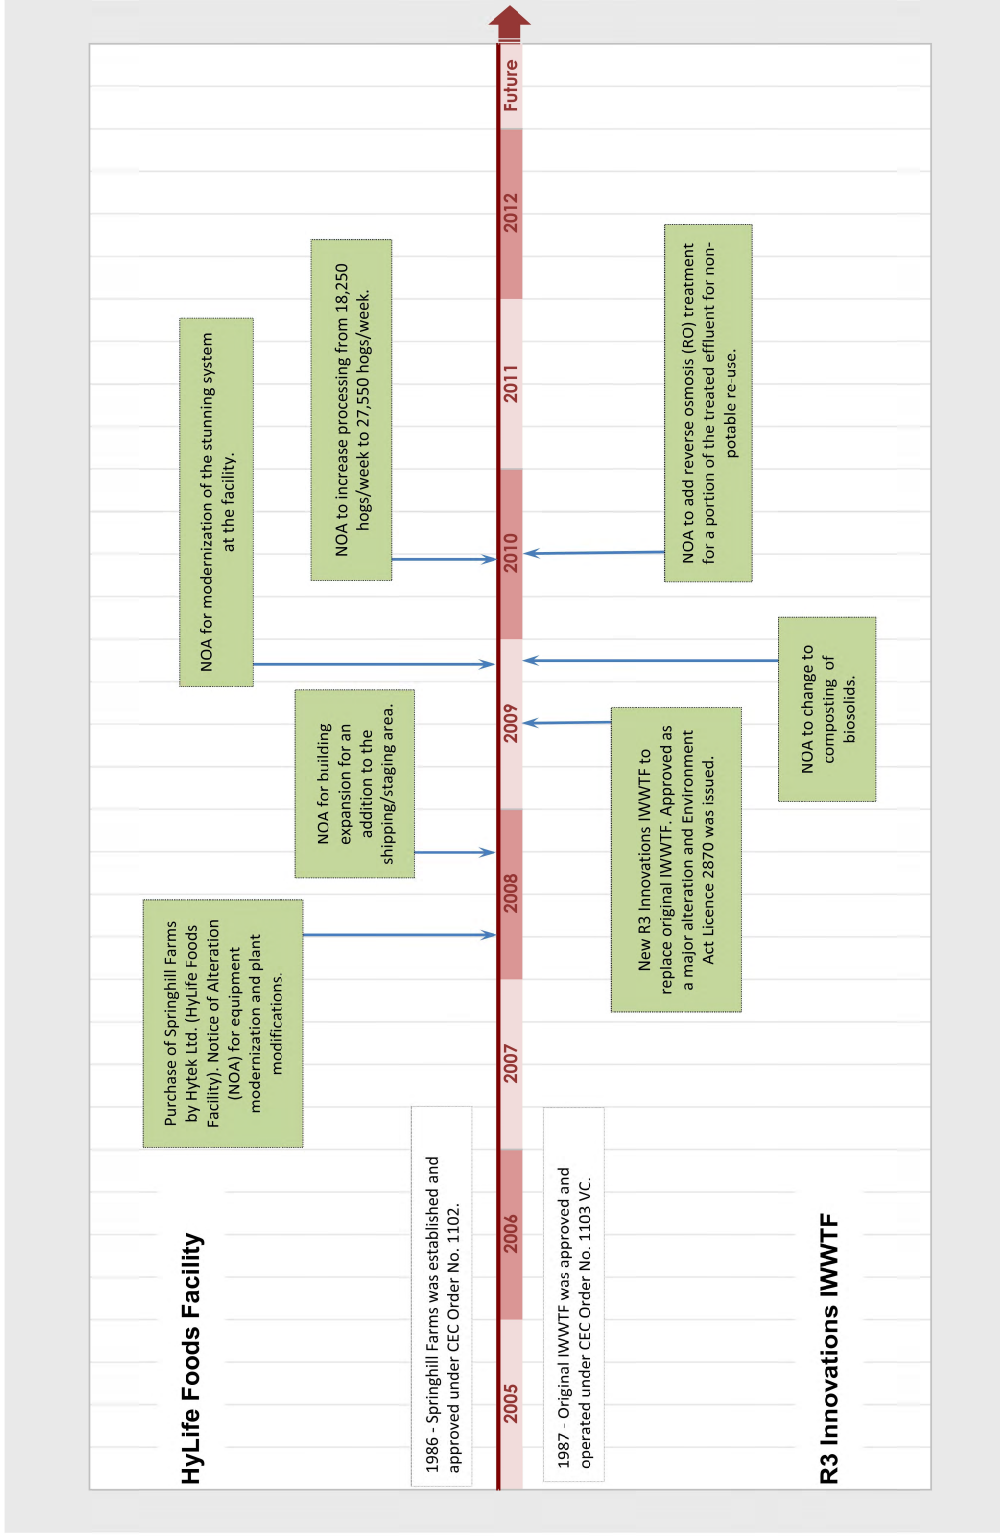 HyLife Foods Facility
Purchase of Springhill Farms
by Hytek Ltd. (HyLife Foods
Facility). Notice of Alteration
(NOA) for equipment
modernization and plant
modifications.
NOA for modernization of the stunning system
at the facility.
NOA for building
expansion for an
addition to the
shipping/staging area.
NOA to increase processing from 18,250
hogs/week to 27,550 hogs/week.
1986 - Springhill Farms was established and
approved under CEC Order No. 1102.
2005
2006
2007
2008
2009
2010
2011
2012
Future
1987 - Original IWWTF was approved and
operated under CEC Order No. 1103 VC.
New R3 Innovations IWWTF to
replace original IWWTF. Approved as
a major alteration and Environment
Act Licence 2870 was issued.
NOA to add reverse osmosis (RO) treatment
for a portion of the treated effluent for non-
potable re-use.
NOA to change to
composting of
biosolids.
R3 Innovations IWWTF